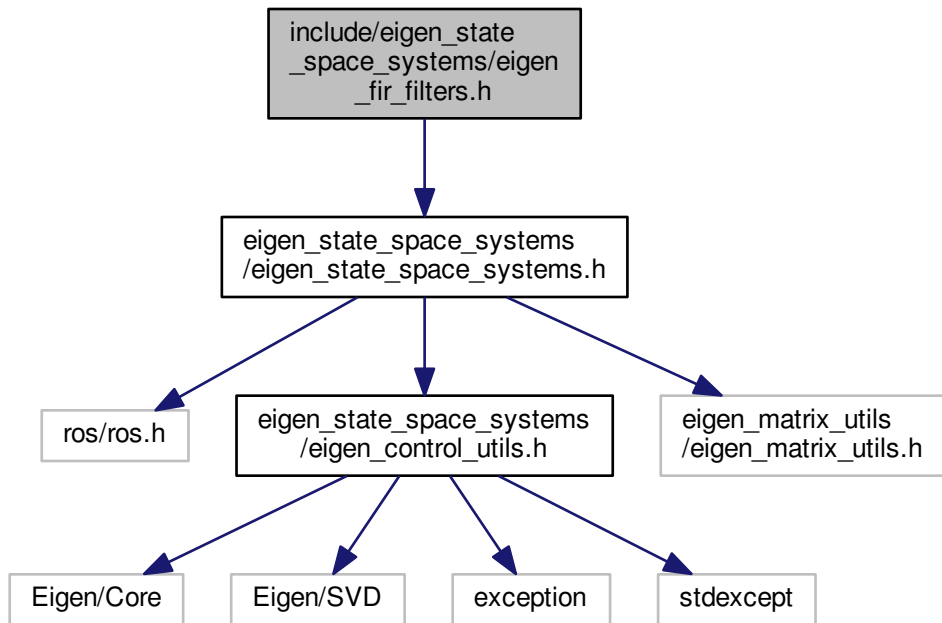 include/eigen_state
_space_systems/eigen
_fir_filters.h
eigen_state_space_systems
/eigen_state_space_systems.h
ros/ros.h
eigen_state_space_systems
/eigen_control_utils.h
eigen_matrix_utils
/eigen_matrix_utils.h
Eigen/Core
Eigen/SVD
exception
stdexcept